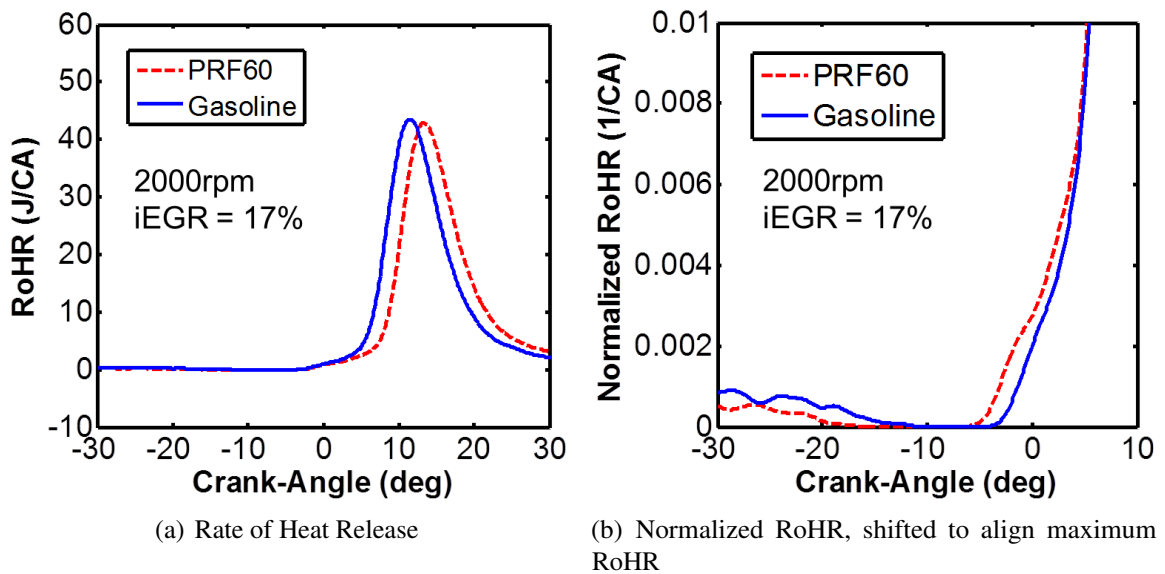 60
50
40
30
20
10
0
-10
RoHR (J/CA)
PRF60
Gasoline
2000rpm
iEGR = 17%
-30 -20 -10 0 10 20 30
Crank-Angle (deg)
(a) Rate of Heat Release
0.01
0.008
0.006
0.004
0.002
0
Normalized RoHR (1/CA)
PRF60
Gasoline
2000rpm
iEGR = 17%
-30 -20 -10 0 10
Crank-Angle (deg)
(b) Normalized RoHR, shifted to align maximum
RoHR